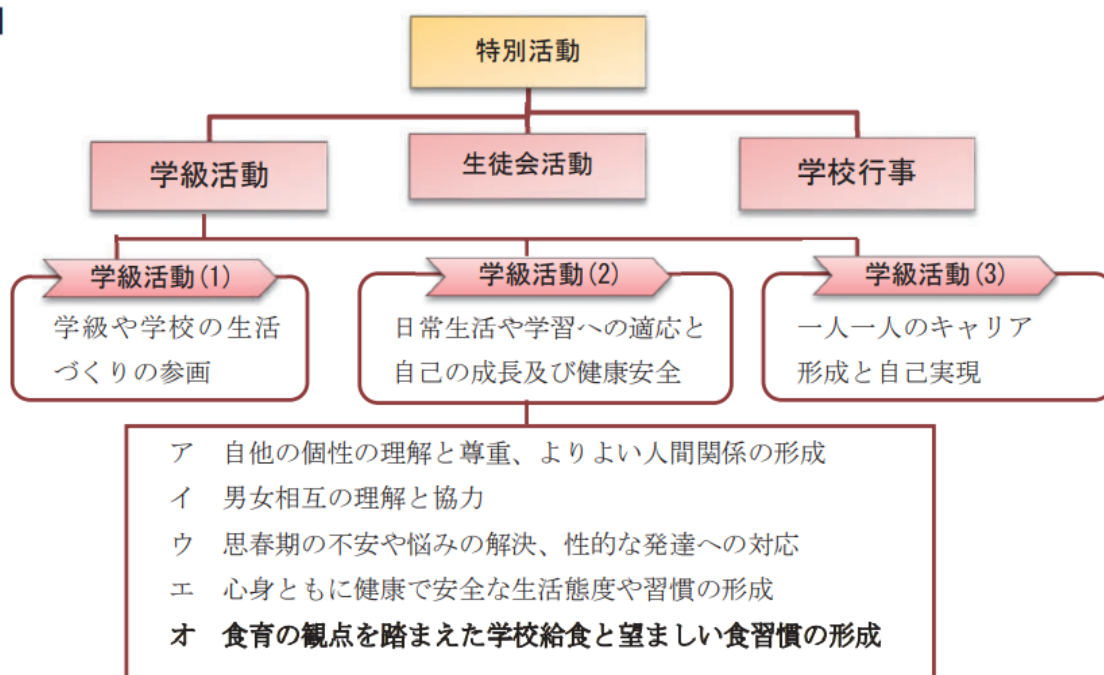 特別活動
学級活動
生徒会活動
学校行事
学級活動(1)
学級や学校の生活
づくりの参画
学級活動(2)
日常生活や学習への適応と
自己の成長及び健康安全
学級活動(3)
一人一人のキャリア
形成と自己実現
ア 自他の個性の理解と尊重、よりよい人間関係の形成
イ 男女相互の理解と協力
ウ 思春期の不安や悩みの解決、性的な発達への対応
エ 心身ともに健康で安全な生活態度や習慣の形成
オ 食育の観点を踏まえた学校給食と望ましい食習慣の形成